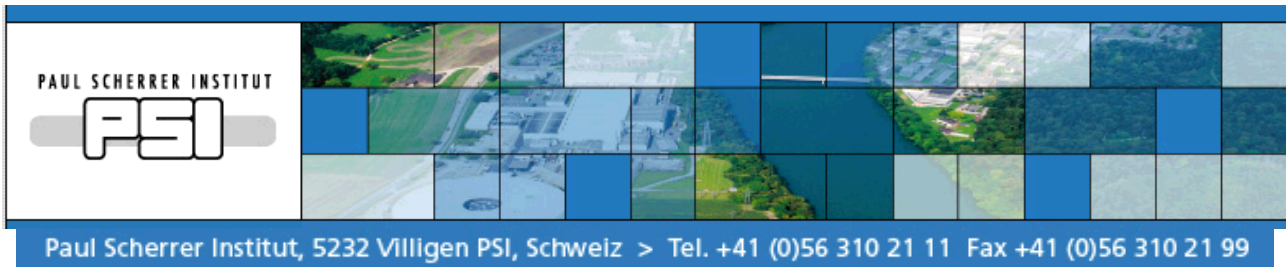 PAUL SCHERRER INSTITUT
PSI
Paul Scherrer Institut, 5232 Villigen PSI, Schweiz > Tel. +41 (0)56 310 21 11 Fax +41 (0)56 310 21 99